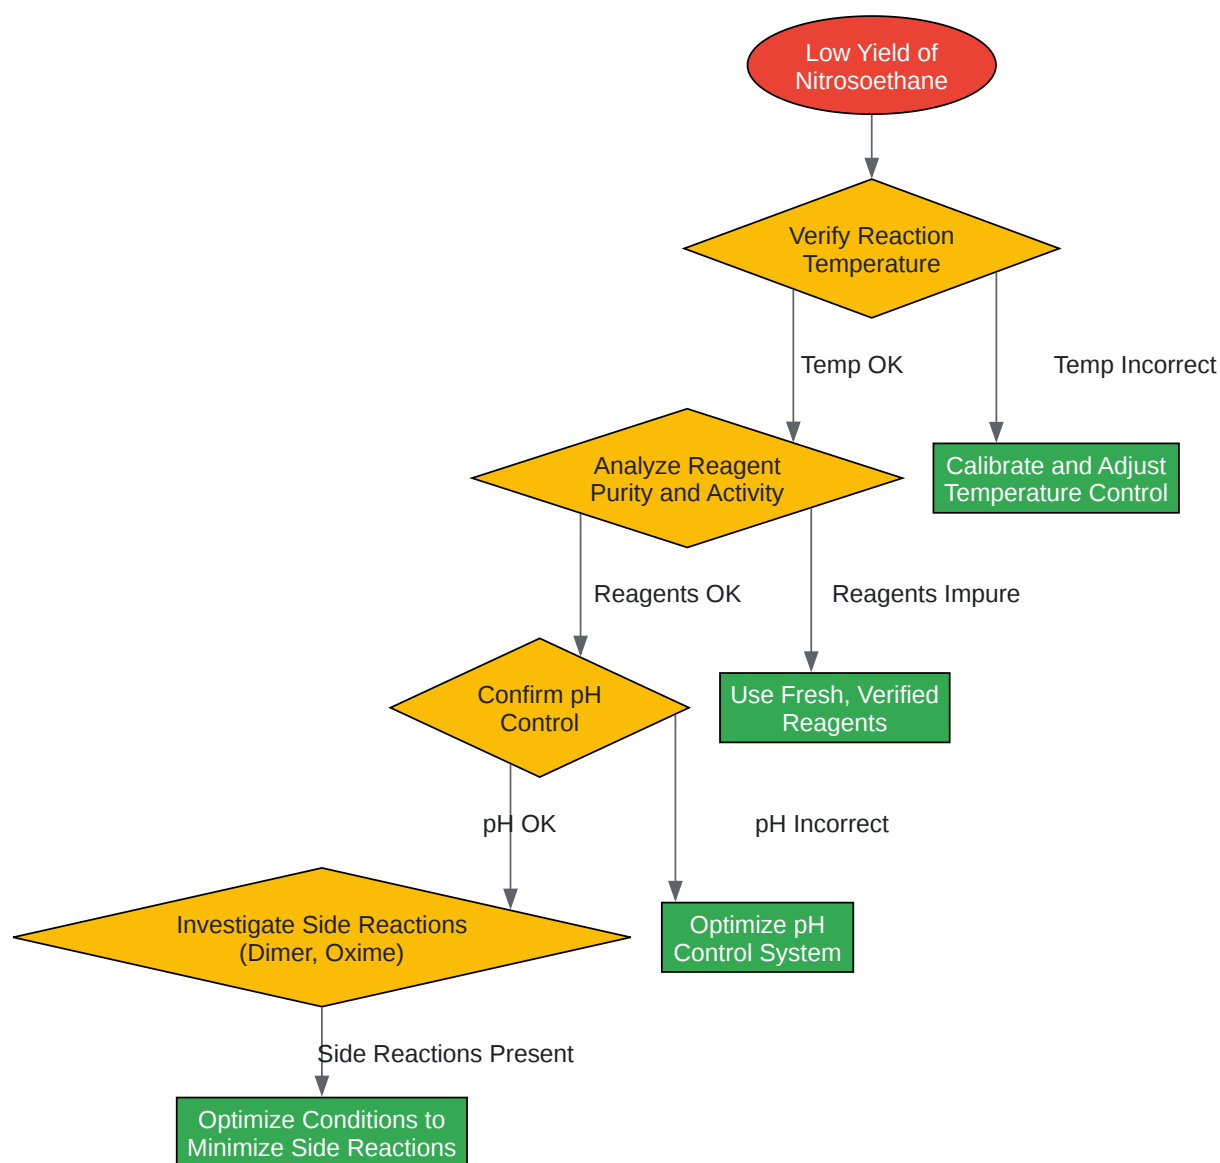 Low Yield of
Nitrosoethane
Verify Reaction
Temperature
Temp OK
Temp Incorrect
Analyze Reagent
Purity and Activity
Calibrate and Adjust
Temperature Control
Reagents OK
Reagents Impure
Confirm pH
Control
Use Fresh, Verified
Reagents
pH OK
pH Incorrect
Investigate Side Reactions
(Dimer, Oxime)
Optimize pH
Control System
Side Reactions Present
Optimize Conditions to
Minimize Side Reactions